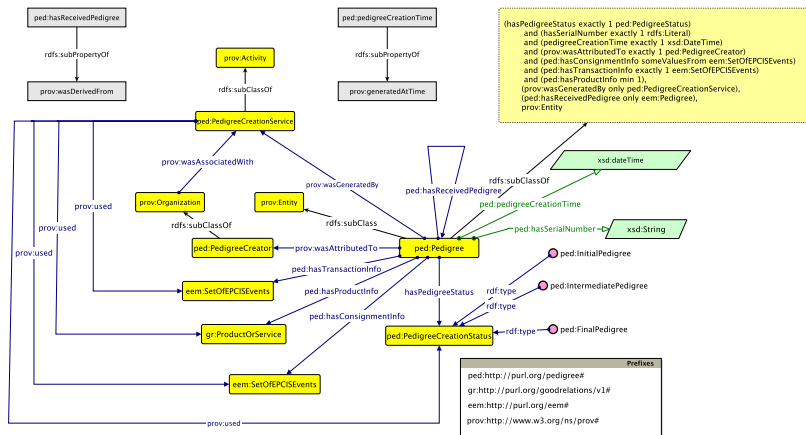 ped:hasReceivedPedigree
ped:pedigreeCreationTime
rdfs:subPropertyOf
rdfs:subPropertyOf
prov:wasDerivedFrom
prov:generatedAtTime
(hasPedigreeStatus exactly 1 ped:PedigreeStatus)
and (hasSerialNumber exactly 1 rdfs:Literal)
and (pedigreeCreationTime exactly 1 xsd:DateTime)
and (prov:wasAttributedTo exactly 1 ped:PedigreeCreator)
and (ped:hasConsignmentInfo someValuesFrom eem:SetOfEPCISEvents)
and (ped:hasTransactionInfo exactly 1 eem:SetOfEPCISEvents)
and (ped:hasProductInfo min 1),
(prov:wasGeneratedBy only ped:PedigreeCreationService),
(ped:hasReceivedPedigree only eem:Pedigree),
prov:Entity
prov:Activity
rdfs:subClassOf
ped:PedigreeCreationService
prov:wasAssociatedWith
prov:wasGeneratedBy
ped:hasReceivedPedigree
rdfs:subClassOf
xsd:dateTime
prov:used
prov:used
prov:used
prov:used
prov:Organization
prov:Entity
ped:pedigreeCreationTime
rdfs:subClassOf
rdfs:subClass
ped:hasSerialNumber
xsd:String
ped:PedigreeCreator
prov:wasAttributedTo
ped:Pedigree
ped:InitialPedigree
ped:hasTransactionInfo
eem:SetOfEPCISEvents
ped:hasProductInfo
hasPedigreeStatus
rdf:type
ped:IntermediatePedigree
rdf:type
ped:hasConsignmentInfo
gr:ProductOrService
ped:PedigreeCreationStatus
rdf:type
ped:FinalPedigree
eem:SetOfEPCISEvents
prov:used
Prefixes
ped:http://purl.org/pedigree#
gr:http://purl.org/goodrelations/v1#
eem:http://purl.org/eem#
prov:http://www.w3.org/ns/prov#